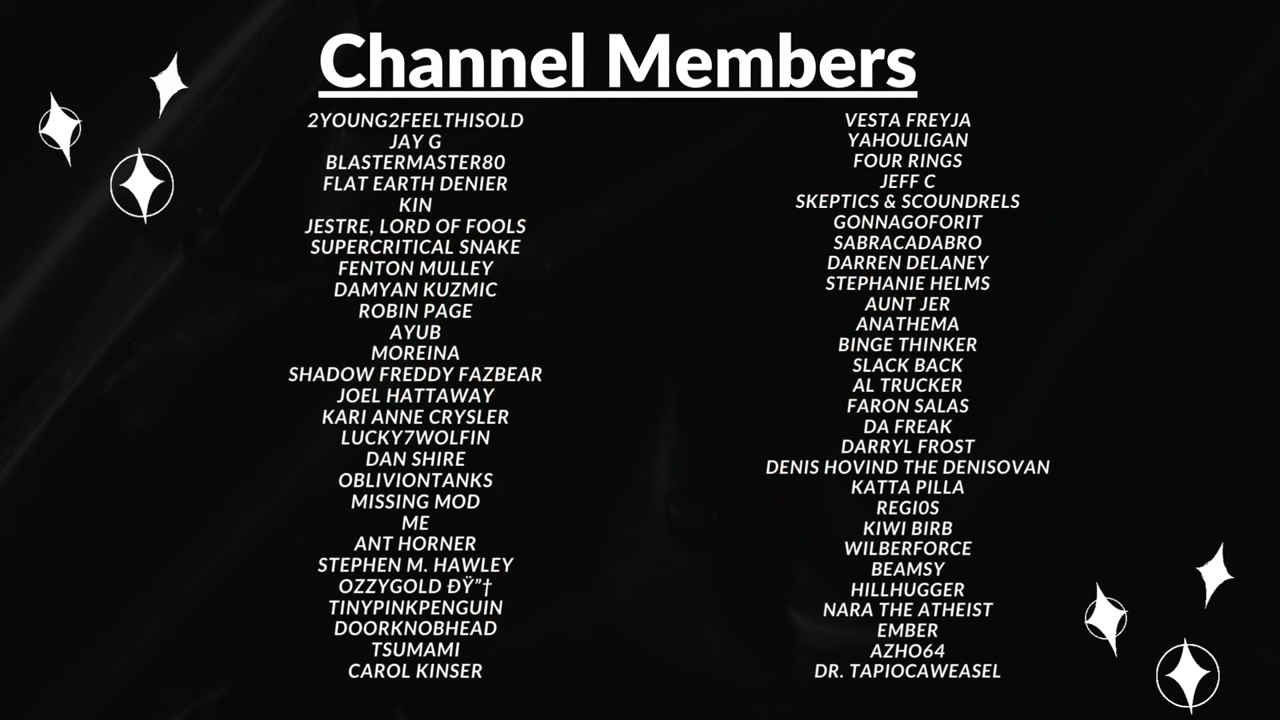 Channel Members
2YOUNG2FEELTHISOLD
JAY G
BLASTERMASTER80
FLAT EARTH DENIER
KIN
JESTRE, LORD OF FOOLS
SUPERCRITICAL SNAKE
FENTON MULLEY
DAMYAN KUZMIC
ROBIN PAGE
AYUB
MOREINA
SHADOW FREDDY FAZBEAR
JOEL HATTAWAY
KARI ANNE CRYSLER
LUCKY7WOLFIN
DAN SHIRE
OBLIVIONTANKS
MISSING MOD
ME
ANT HORNER
STEPHEN M. HAWLEY
OZZYGOLD ÐŸ”†
TINYPINKPENGUIN
DOORKNOBHEAD
TSUMAMI
CAROL KINSER
VESTA FREYJA
YAHOULIGAN
FOUR RINGS
JEFF C
SKEPTICS & SCOUNDRELS
GONNAGOFORIT
SABRACADABRO
DARREN DELANEY
STEPHANIE HELMS
AUNT JER
ANATHEMA
BINGE THINKER
SLACK BACK
AL TRUCKER
FARON SALAS
DA FREAK
DARRYL FROST
DENIS HOVIND THE DENISOVAN
KATTA PILLA
REGI0S
KIWI BIRB
WILBERFORCE
BEAMSY
HILLHUGGER
NARA THE ATHEIST
EMBER
AZHO64
DR. TAPIOCAWEASEL